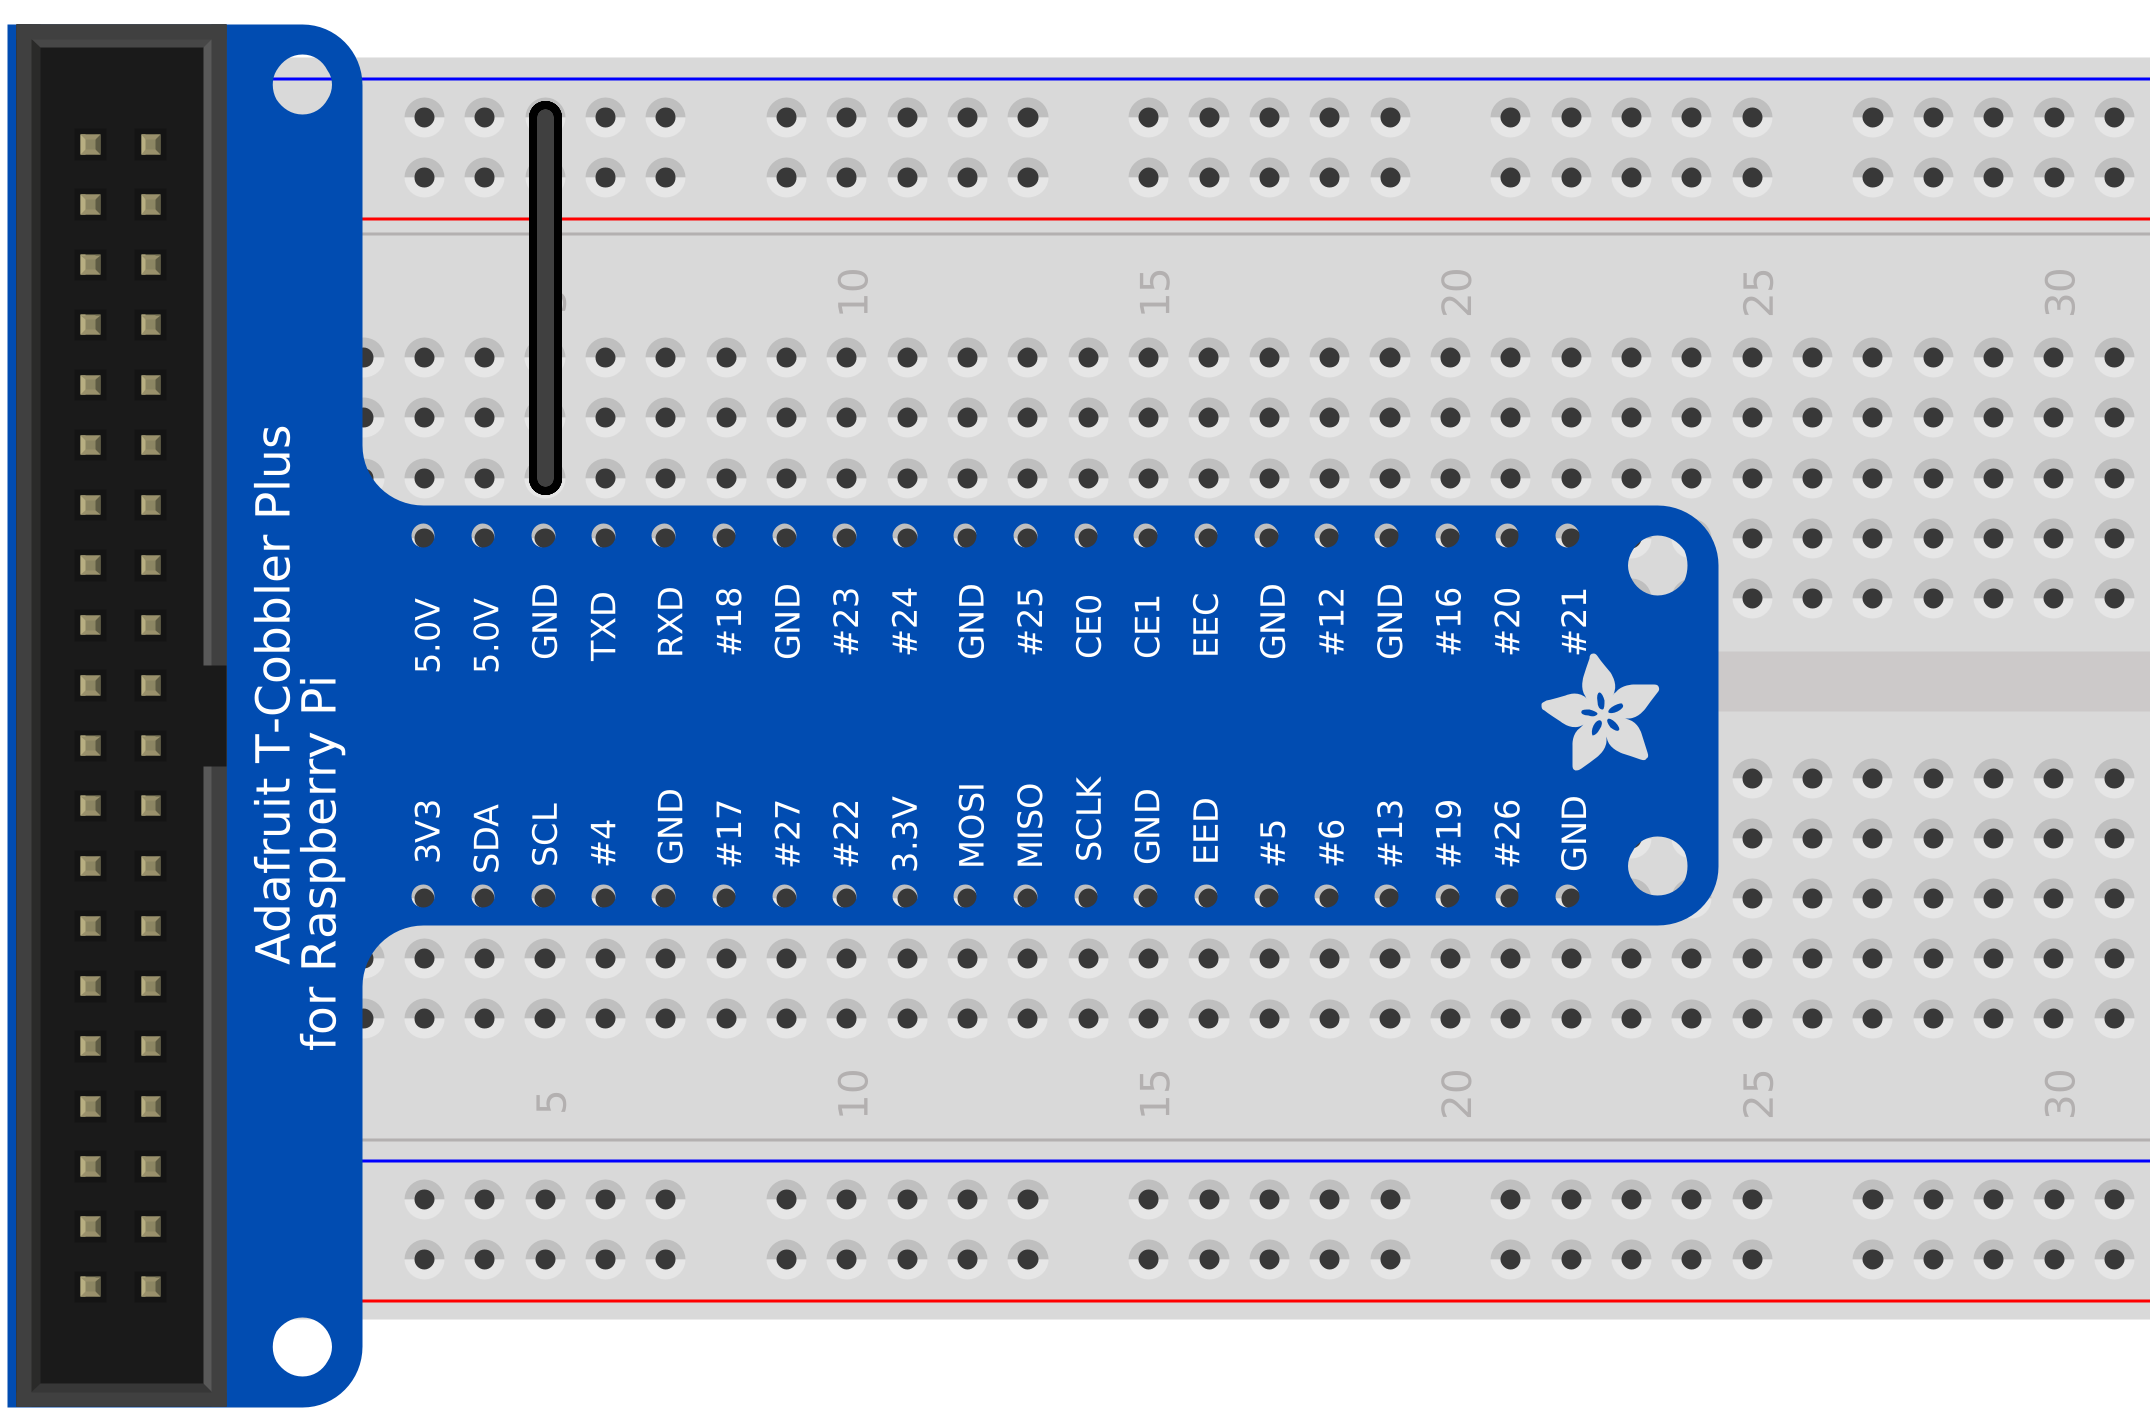 10 15 20 25 30
Adafruit T-Cobbler Plus
for Raspberry Pi
5.0V 5.0V GND TXD RXD #18 GND #23 #24 GND #25 CE0 CE1 EEC GND #12 GND #16 #20 #21
3V3 SDA SCL #4 GND #17 #27 #22 3.3V MOSI MISO SCLK GND EED #5 #6 #13 #19 #26 GND
5 10 15 20 25 30